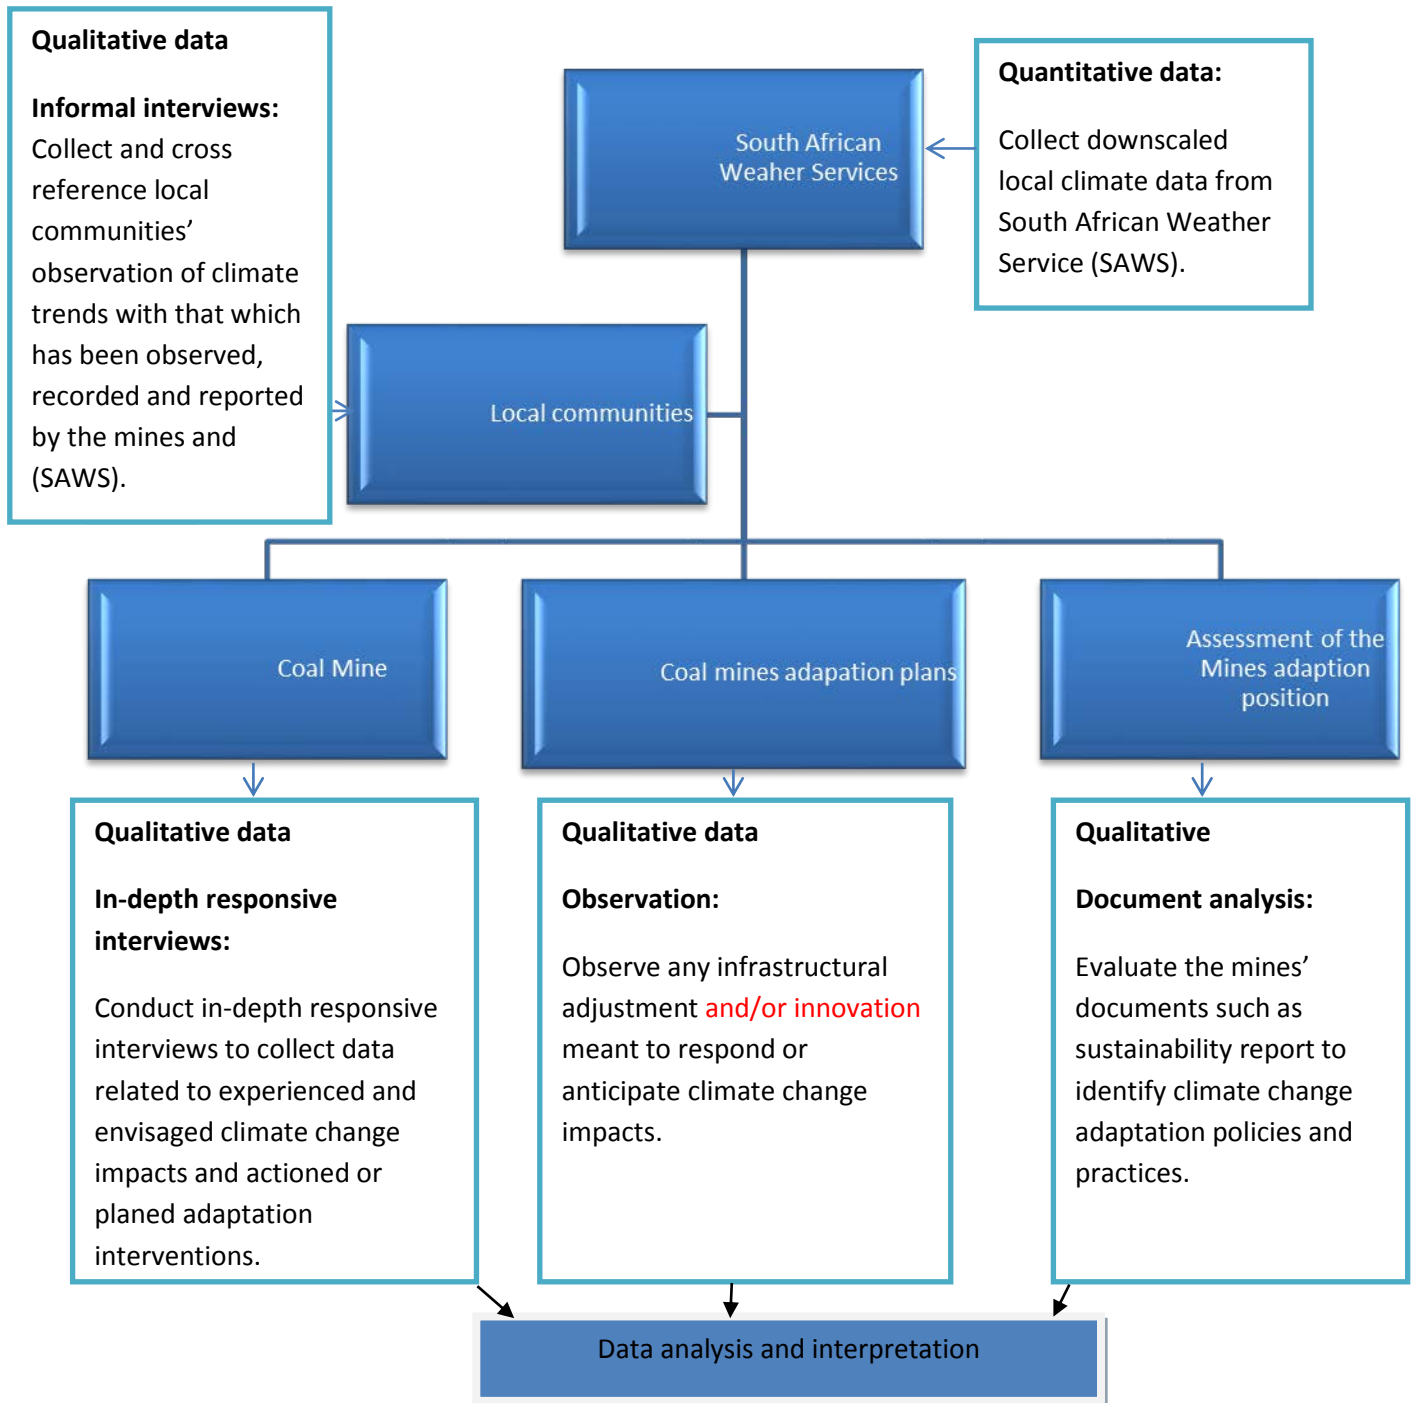 Qualitative data
Informal interviews:
Collect and cross
reference local
communities’
observation of climate
trends with that which
has been observed,
recorded and reported
by the mines and
(SAWS).
South African
Weaher Services
Quantitative data:
Collect downscaled
local climate data from
South African Weather
Service (SAWS).
Local communities
Coal Mine
Coal mines adapation plans
Assessment of the
Mines adaption
position
Qualitative data
In-depth responsive
interviews:
Conduct in-depth responsive
interviews to collect data
related to experienced and
envisaged climate change
impacts and actioned or
planed adaptation
interventions.
Qualitative data
Observation:
Observe any infrastructural
adjustment and/or innovation
meant to respond or
anticipate climate change
impacts.
Qualitative
Document analysis:
Evaluate the mines’
documents such as
sustainability report to
identify climate change
adaptation policies and
practices.
Data analysis and interpretation